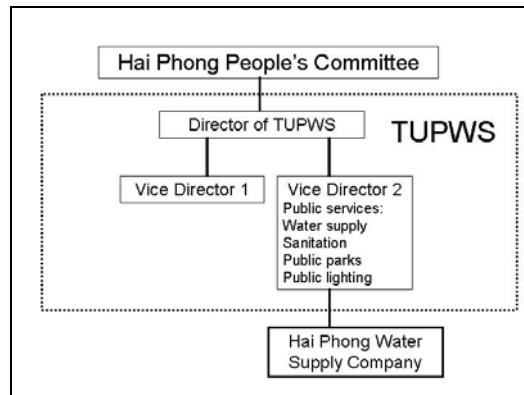 Hai Phong People's Committee
TUPWS
Director of TUPWS
Vice Director 1
Vice Director 2
Public services:
Water supply
Sanitation
Public parks
Public lighting
Hai Phong Water
Supply Company